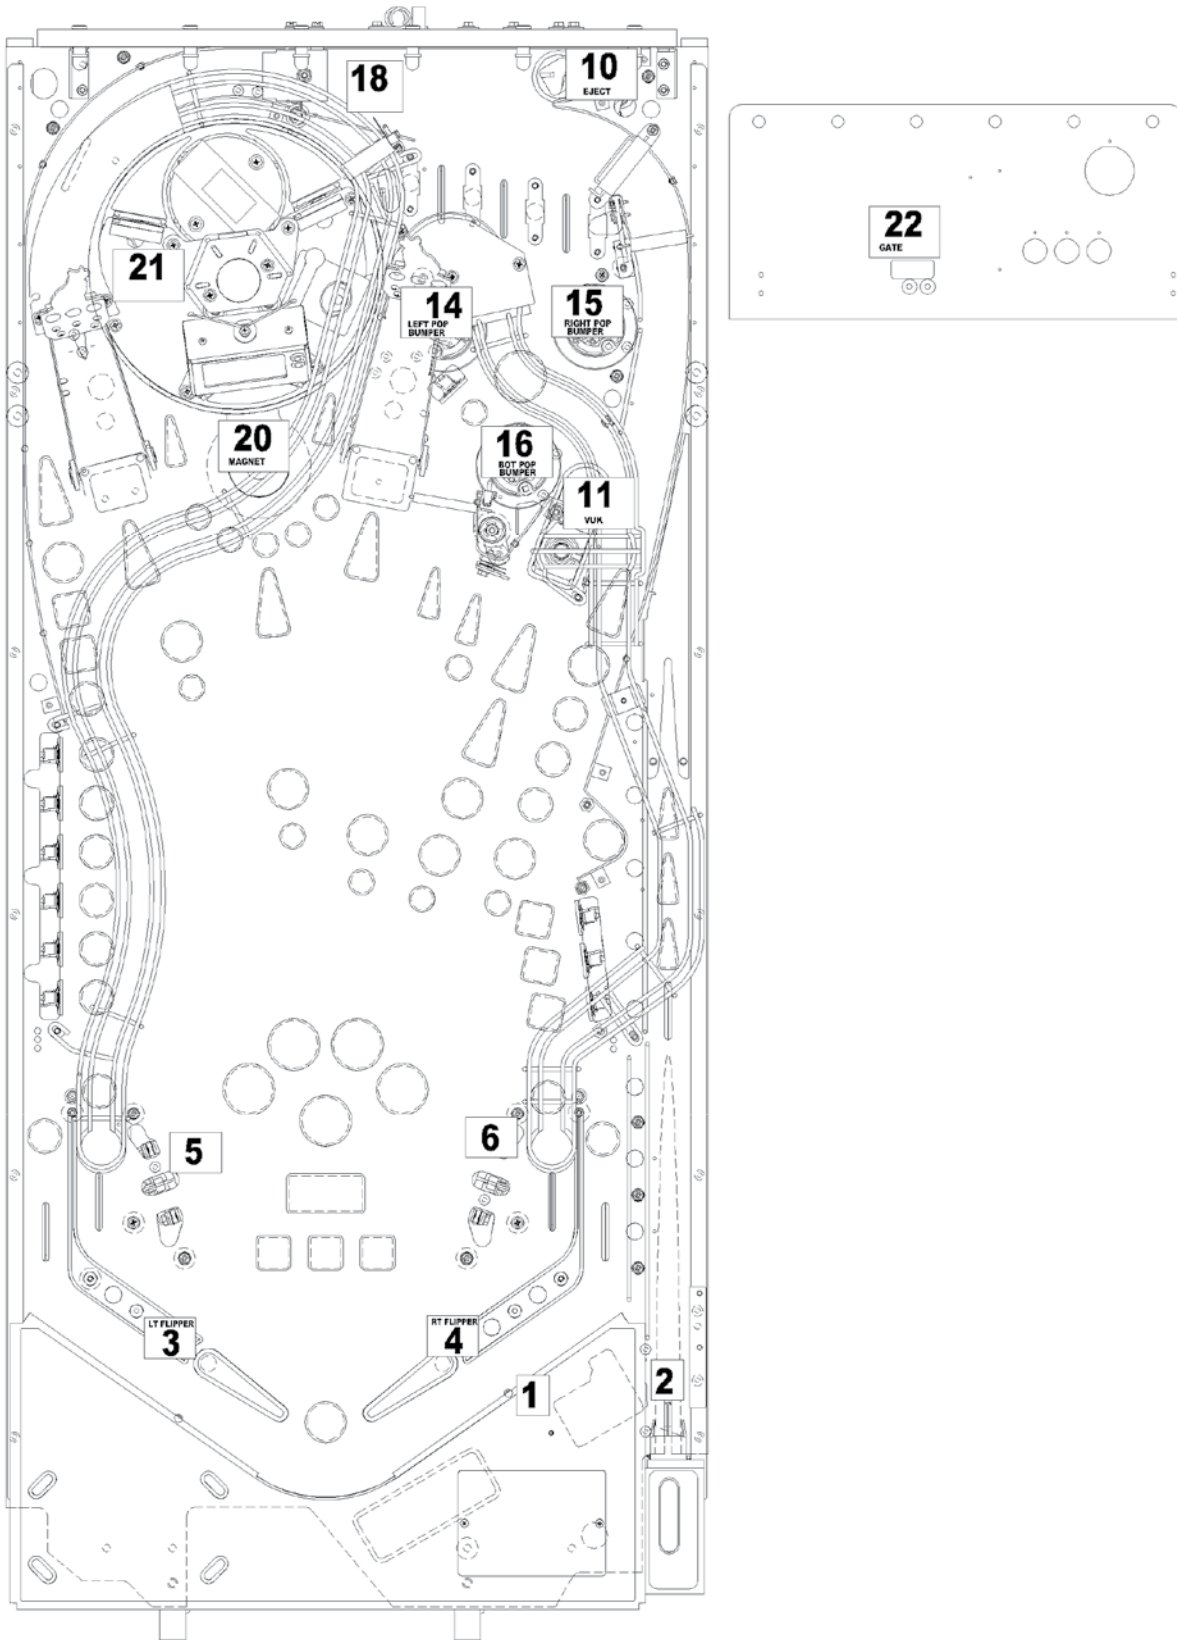 18
10
EJECT
22
GATE
21
14
LEFT POP
BUMPER
15
RIGHT POP
BUMPER
20
MAGNET
16
BOT POP
BUMPER
11
VUK
5
6
LT FLIPPER
3
RT FLIPPER
4
1
2